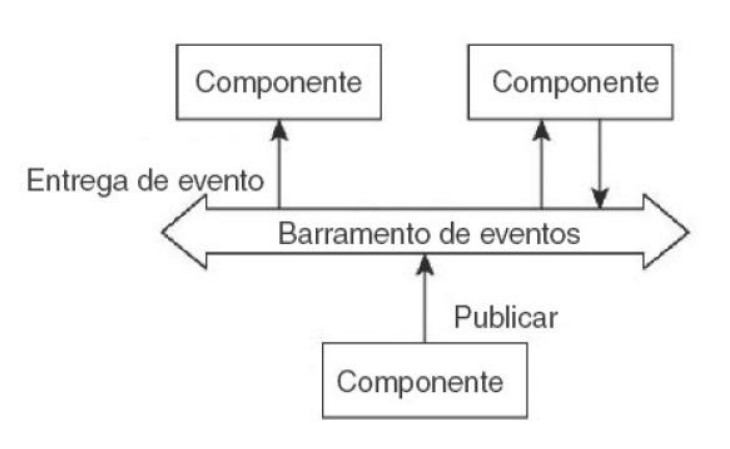 Componente
Componente
Entrega de evento
Barramento de eventos
Publicar
Componente